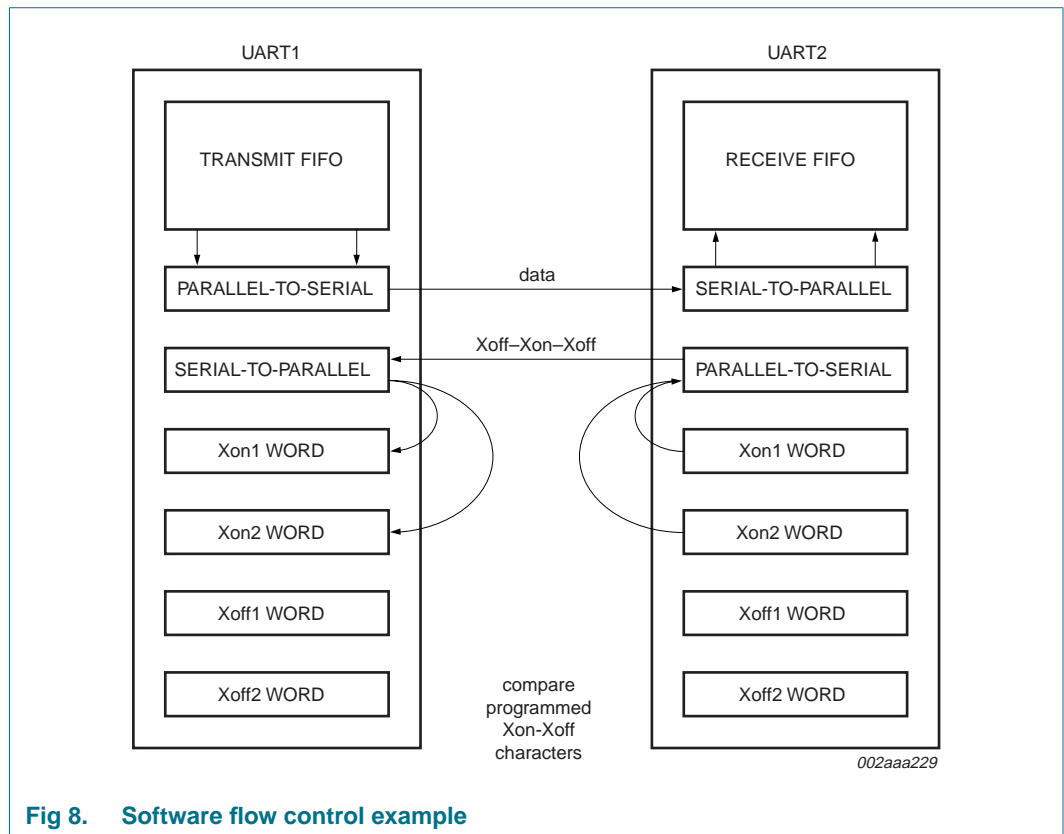 UART1
UART2
TRANSMIT FIFO
RECEIVE FIFO
PARALLEL-TO-SERIAL
data
SERIAL-TO-PARALLEL
Xoff–Xon–Xoff
SERIAL-TO-PARALLEL
PARALLEL-TO-SERIAL
Xon1 WORD
Xon1 WORD
Xon2 WORD
Xon2 WORD
Xoff1 WORD
Xoff1 WORD
Xoff2 WORD
Xoff2 WORD
compare
programmed
Xon-Xoff
characters
002aaa229
Fig 8. Software flow control example